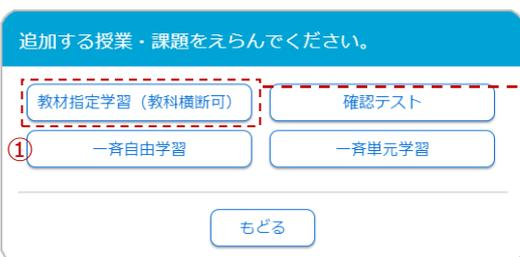 追加する授業・課題をえらんでください。
教材指定学習（教科横断可） 確認テスト
① 一斉自由学習 一斉単元学習
もどる